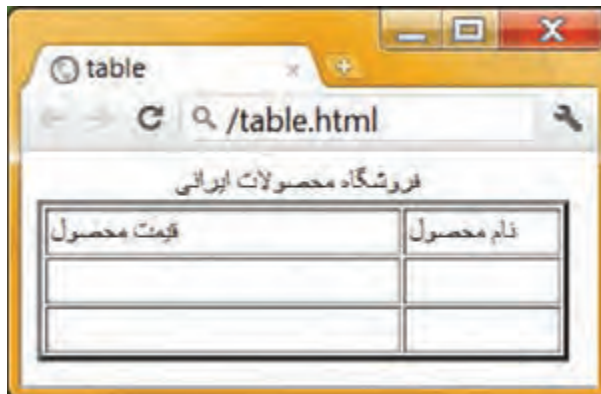 table
/table.html
فروشگاه محصولات ایرانی
نام محصول قیمت محصول